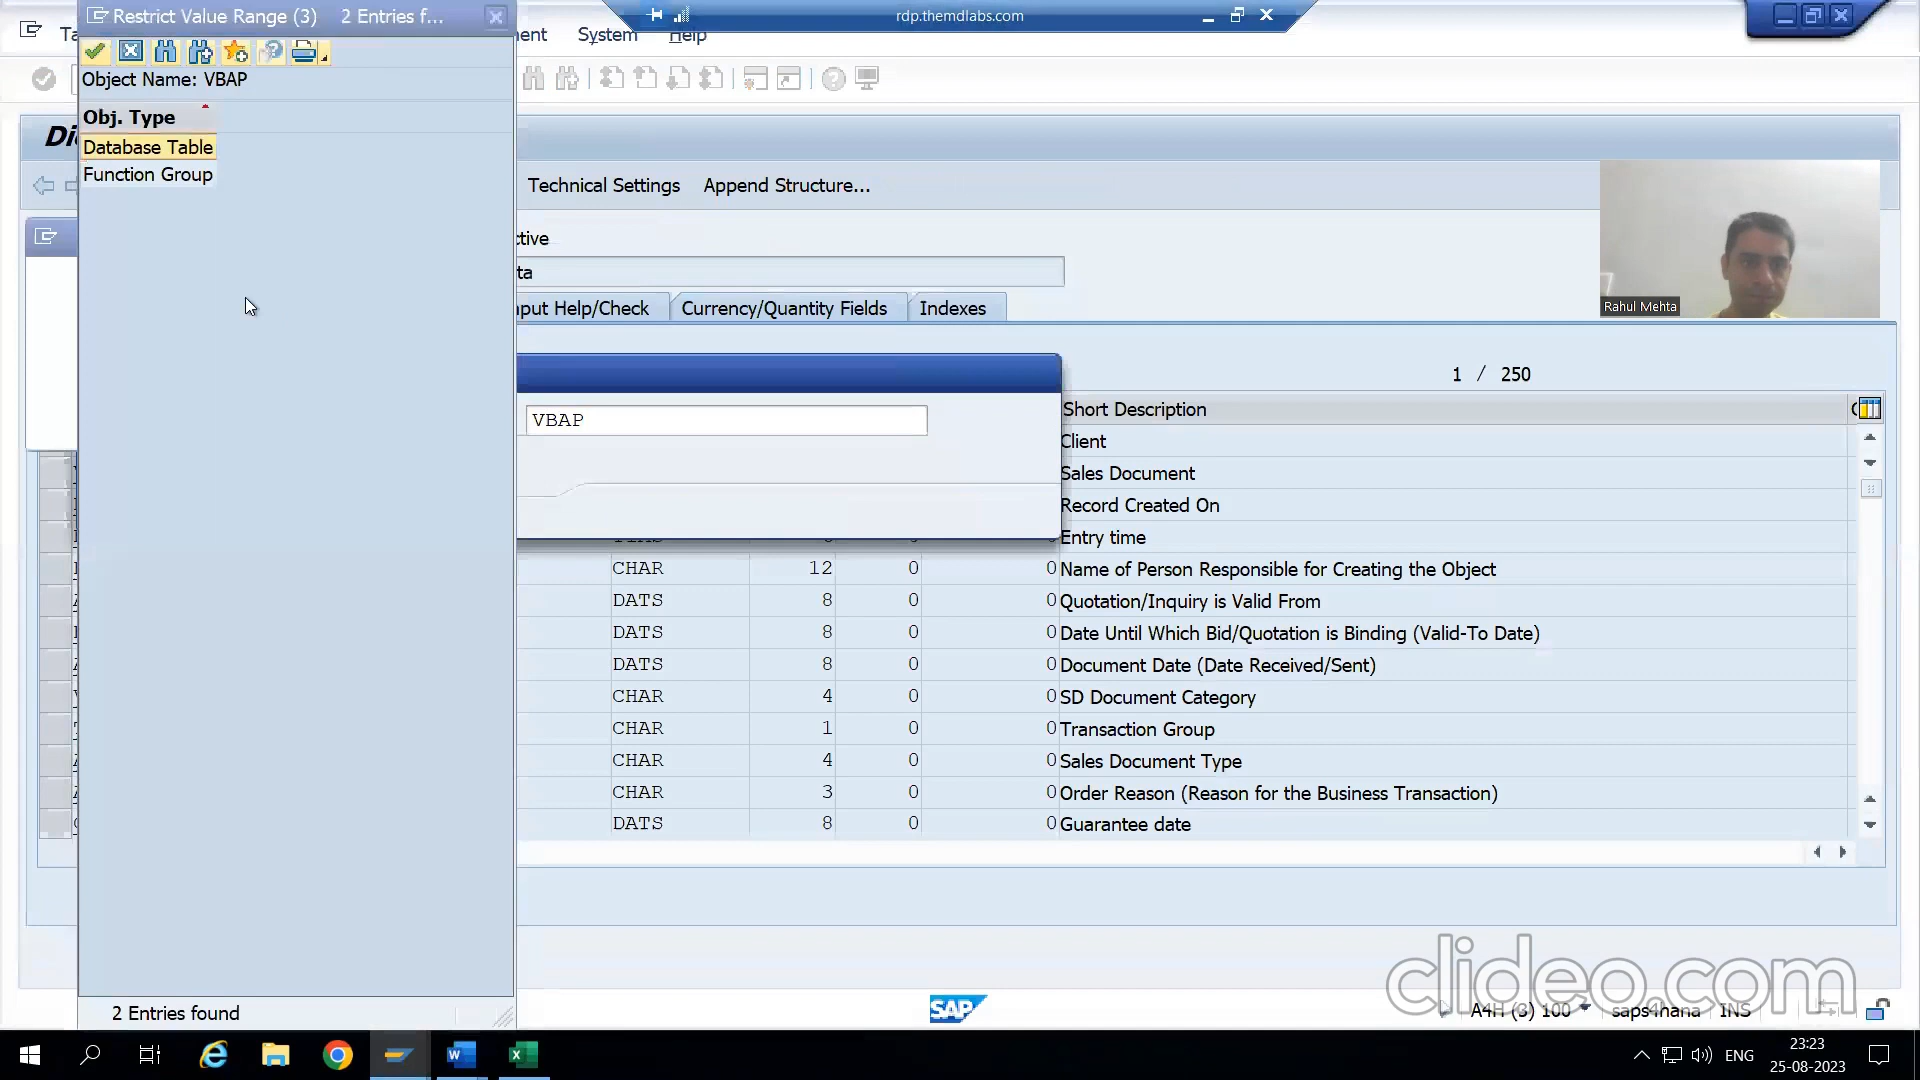 Restrict Value Range (3)   2 Entries f...
rdp.themdlabs.com
System
Help
Object Name: VBAP
Obj. Type
Database Table
Function Group
Technical Settings
Append Structure...
Rahul Mehta
Currency/Quantity Fields
Indexes
1 / 250
VBAP
Short Description
Client
Sales Document
Record Created On
Entry time
CHAR 12 0 0 Name of Person Responsible for Creating the Object
DATS 8 0 0 Quotation/Inquiry is Valid From
DATS 8 0 0 Date Until Which Bid/Quotation is Binding (Valid-To Date)
DATS 8 0 0 Document Date (Date Received/Sent)
CHAR 4 0 0 SD Document Category
CHAR 1 0 0 Transaction Group
CHAR 4 0 0 Sales Document Type
CHAR 3 0 0 Order Reason (Reason for the Business Transaction)
DATS 8 0 0 Guarantee date
clideo.com
2 Entries found
SAP
A4H (3) 100
saps4hana
INS
ENG
23:23
25-08-2023